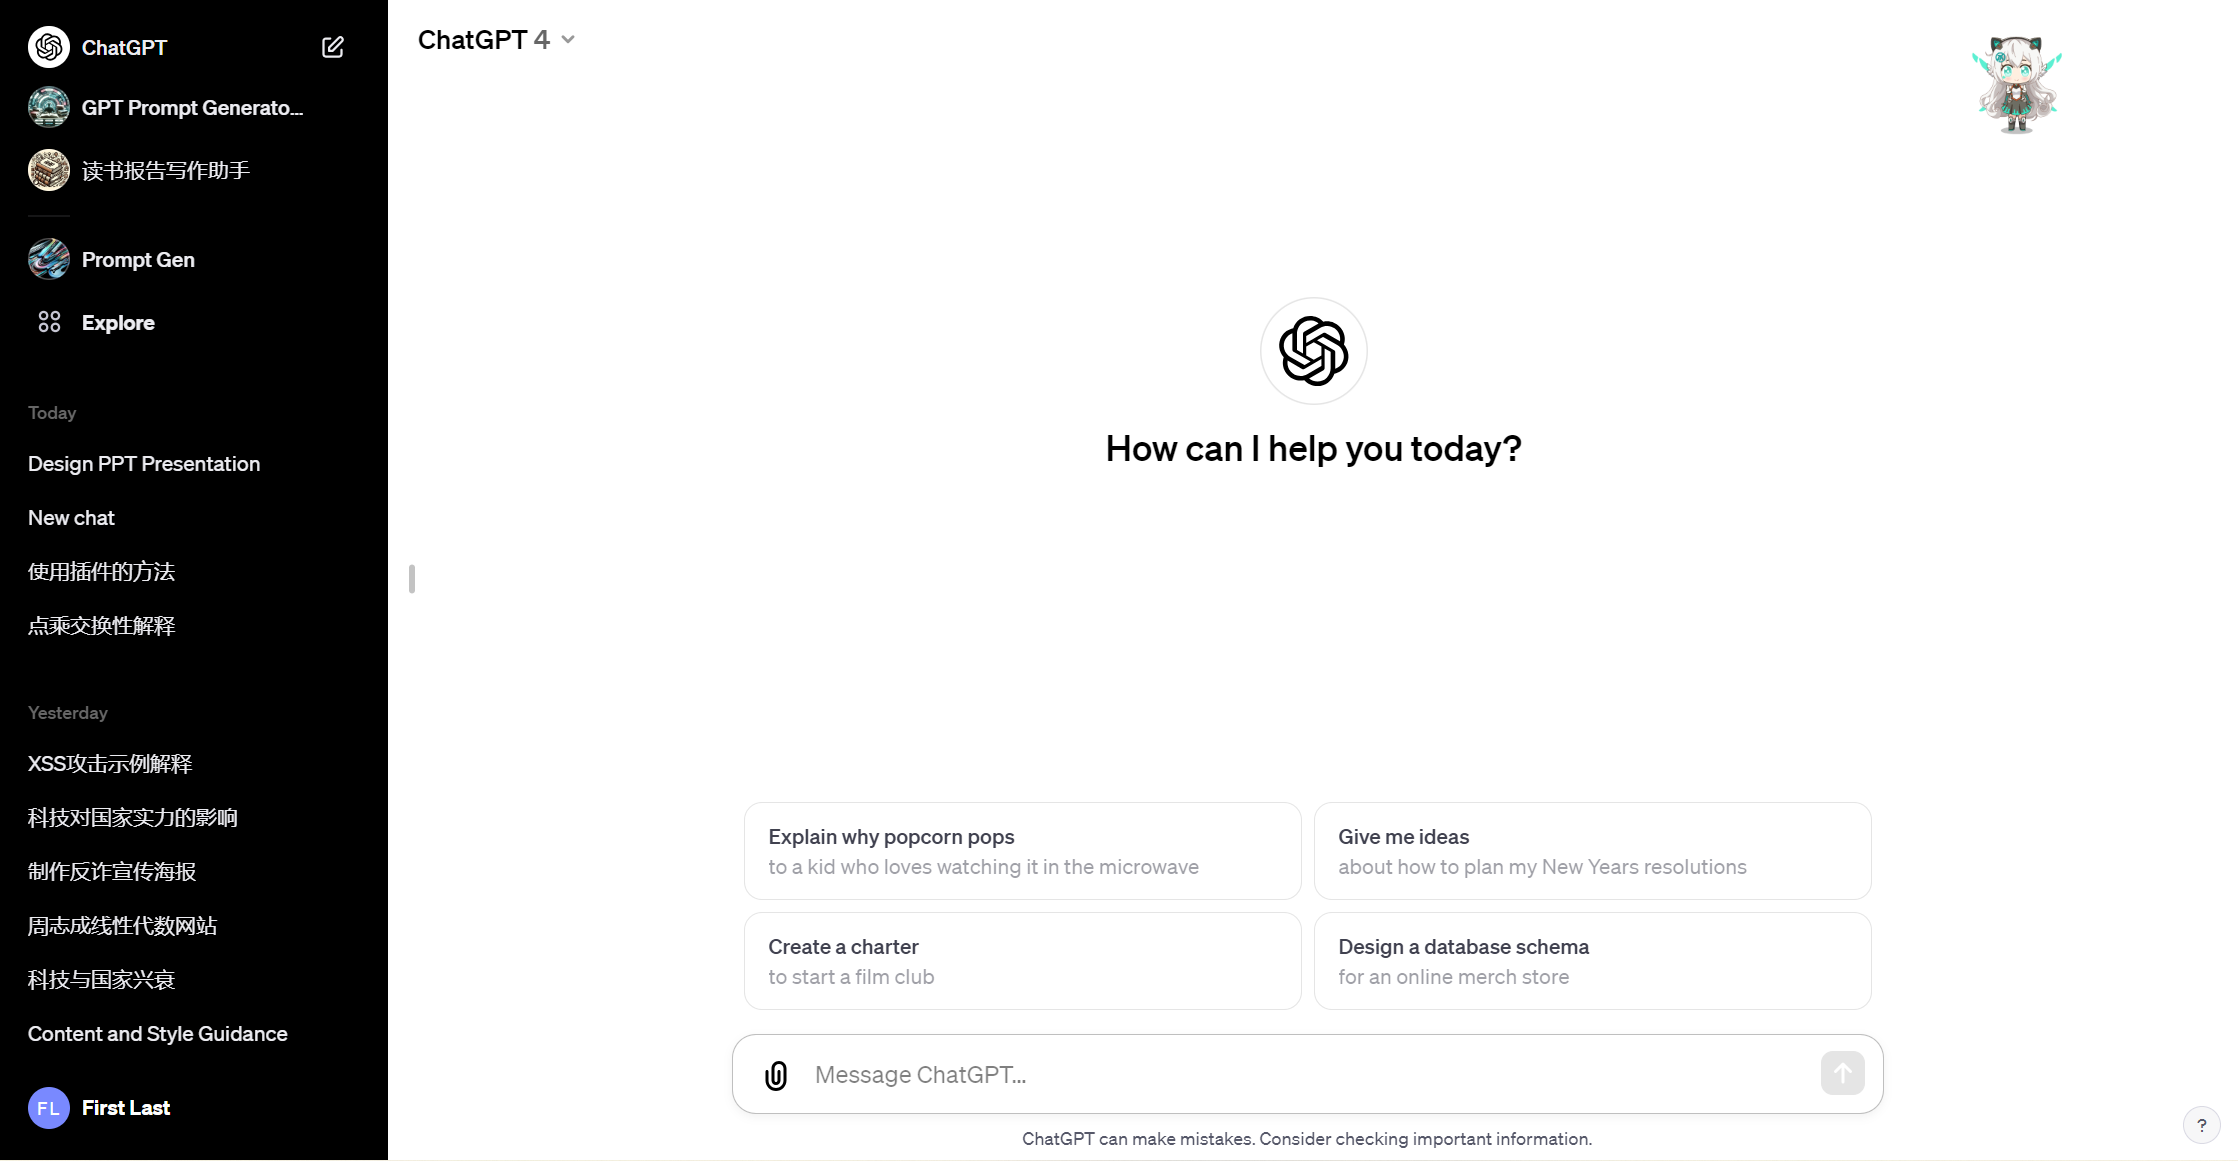 ChatGPT
GPT Prompt Generato...
读书报告写作助手
Prompt Gen
Explore
Today
Design PPT Presentation
New chat
使用插件的方法
点乘交换性解释
Yesterday
XSS攻击示例解释
科技对国家实力的影响
制作反诈宣传海报
周志成线性代数网站
科技与国家兴衰
Content and Style Guidance
FL First Last
ChatGPT 4
How can I help you today?
Explain why popcorn pops
to a kid who loves watching it in the microwave
Give me ideas
about how to plan my New Years resolutions
Create a charter
to start a film club
Design a database schema
for an online merch store
Message ChatGPT...
ChatGPT can make mistakes. Consider checking important information.
?